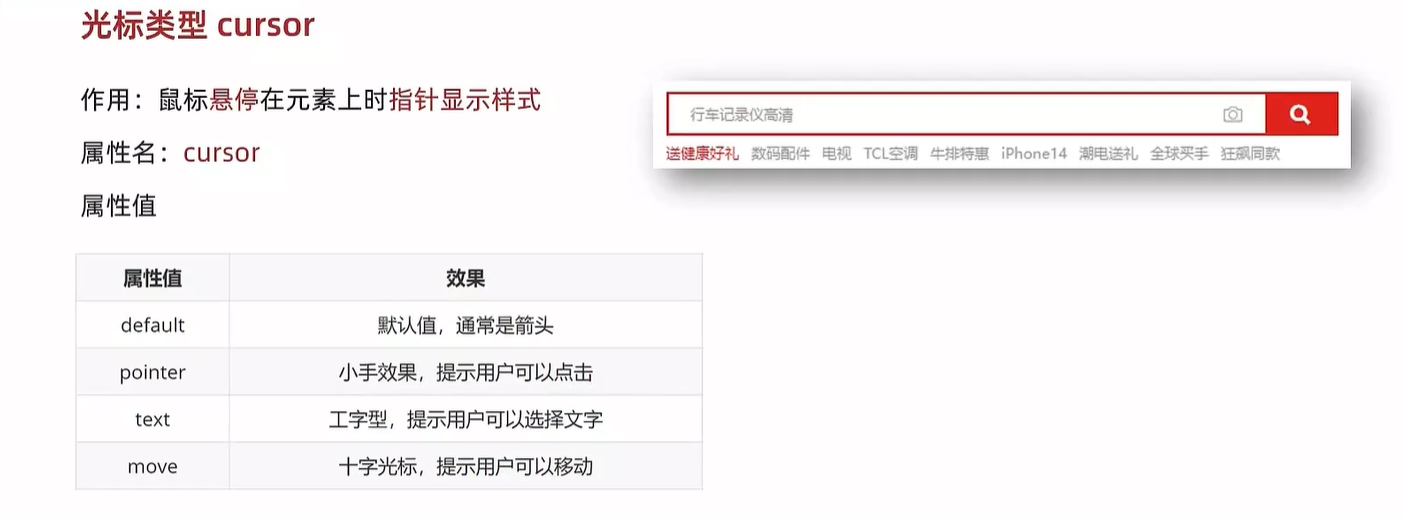 光标类型 cursor
作用：鼠标悬停在元素上时指针显示样式
属性名：cursor
属性值
行车记录仪高清
送健康好礼 数码配件 电视 TCL空调 牛排特惠 iPhone14 潮电送礼 全球买手 狂飙同款
属性值 效果
default 默认值，通常是箭头
pointer 小手效果，提示用户可以点击
text 工字型，提示用户可以选择文字
move 十字光标，提示用户可以移动